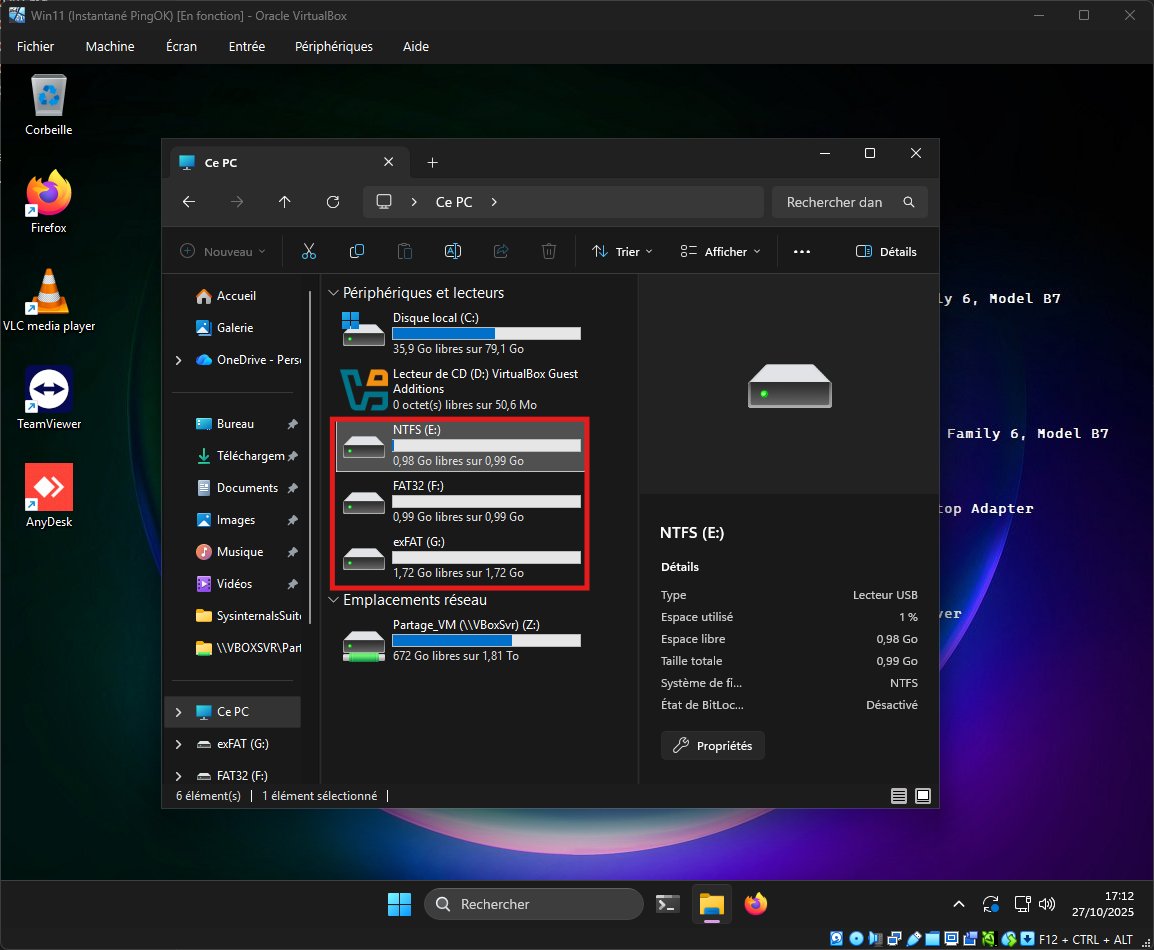 Win11 (Instantané PingOK) [En fonction] - Oracle VirtualBox
Fichier Machine Écran Entrée Périphériques Aide
Corbeille
Firefox
VLC media player
TeamViewer
AnyDesk
Ce PC
Ce PC
Rechercher dan
Nouveau
Trier
Afficher
Détails
Accueil
Galerie
OneDrive - Pers
Bureau
Téléchargem
Documents
Images
Musique
Vidéos
SysinternalsSuite
\\VBOXSVR\Part
Ce PC
exFAT (G:)
FAT32 (F:)
Périphériques et lecteurs
Disque local (C:)
35,9 Go libres sur 79,1 Go
Lecteur de CD (D:) VirtualBox Guest
Additions
0 octet(s) libres sur 50,6 Mo
NTFS (E:)
0,98 Go libres sur 0,99 Go
FAT32 (F:)
0,99 Go libres sur 0,99 Go
exFAT (G:)
1,72 Go libres sur 1,72 Go
Emplacements réseau
Partage_VM (\\VBoxSvr) (Z:)
672 Go libres sur 1,81 To
NTFS (E:)
Détails
Type Lecteur USB
Espace utilisé 1 %
Espace libre 0,98 Go
Taille totale 0,99 Go
Système de fi... NTFS
État de BitLoc... Désactivé
Propriétés
6 élément(s) 1 élément sélectionné
ly 6, Model B7
Family 6, Model B7
top Adapter
ver
Rechercher
17:12
27/10/2025
F12 + CTRL + ALT